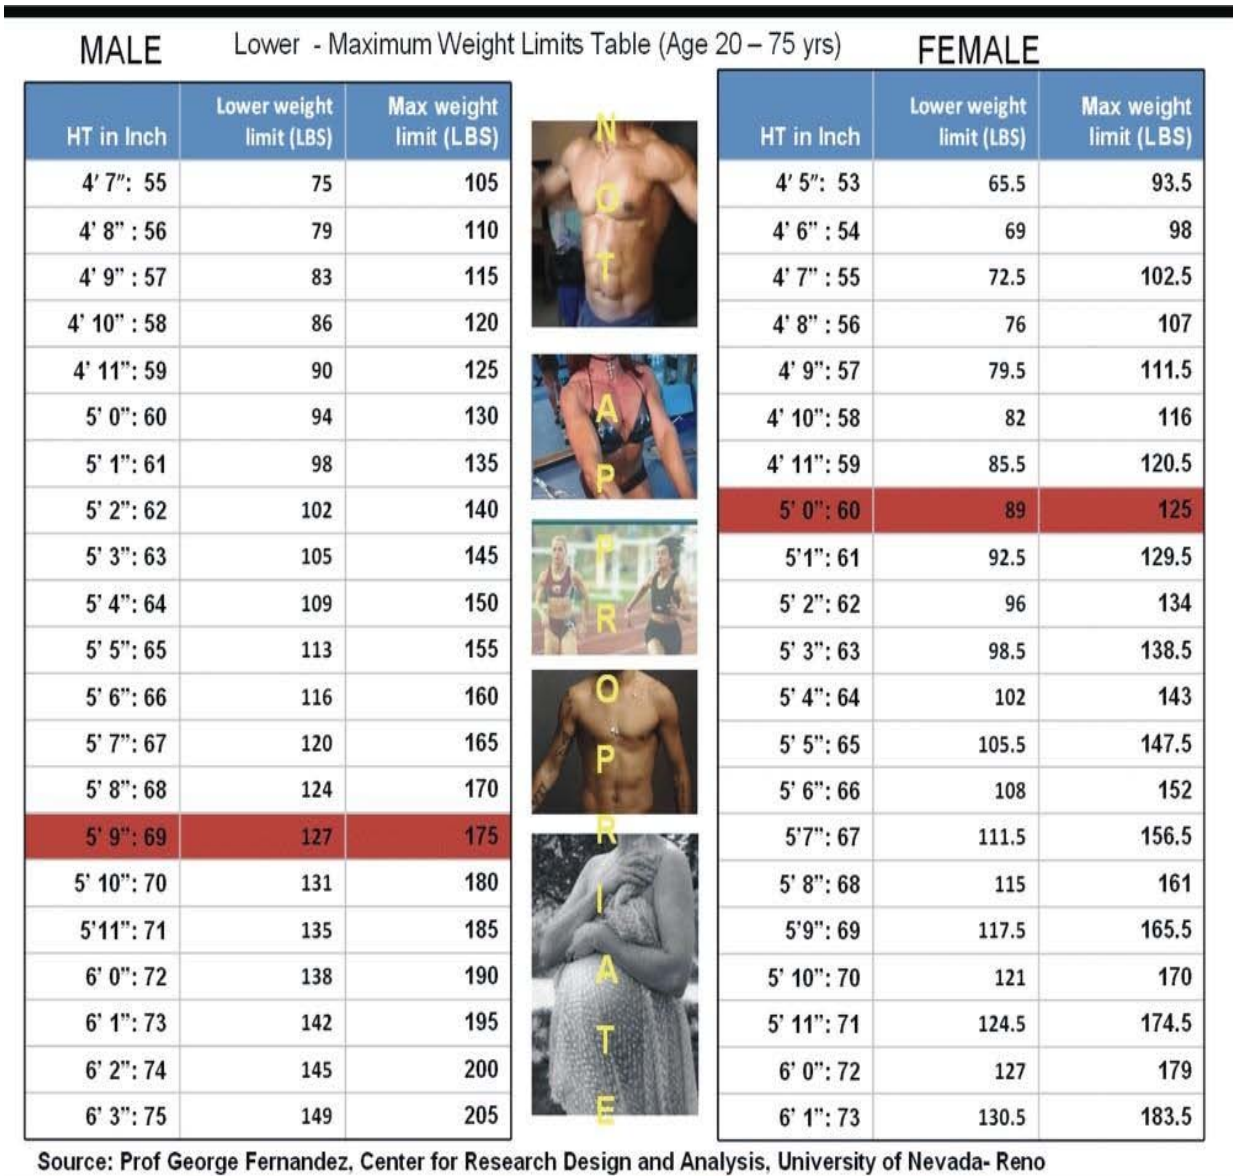 MALE Lower - Maximum Weight Limits Table (Age 20 – 75 yrs) FEMALE
HT in Inch Lower weight limit (LBS) Max weight limit (LBS)
4' 7": 55 75 105
4' 8" : 56 79 110
4' 9" : 57 83 115
4' 10" : 58 86 120
4' 11": 59 90 125
5' 0": 60 94 130
5' 1": 61 98 135
5' 2": 62 102 140
5' 3": 63 105 145
5' 4": 64 109 150
5' 5": 65 113 155
5' 6": 66 116 160
5' 7": 67 120 165
5' 8": 68 124 170
5' 9": 69 127 175
5' 10": 70 131 180
5'11": 71 135 185
6' 0": 72 138 190
6' 1": 73 142 195
6' 2": 74 145 200
6' 3": 75 149 205
NOT
APPROPRIATE
HT in Inch Lower weight limit (LBS) Max weight limit (LBS)
4' 5": 53 65.5 93.5
4' 6" : 54 69 98
4' 7" : 55 72.5 102.5
4' 8" : 56 76 107
4' 9": 57 79.5 111.5
4' 10": 58 82 116
4' 11": 59 85.5 120.5
5' 0": 60 89 125
5'1": 61 92.5 129.5
5' 2": 62 96 134
5' 3": 63 98.5 138.5
5' 4": 64 102 143
5' 5": 65 105.5 147.5
5' 6": 66 108 152
5'7": 67 111.5 156.5
5' 8": 68 115 161
5'9": 69 117.5 165.5
5' 10": 70 121 170
5' 11": 71 124.5 174.5
6' 0": 72 127 179
6' 1": 73 130.5 183.5
Source: Prof George Fernandez, Center for Research Design and Analysis, University of Nevada- Reno